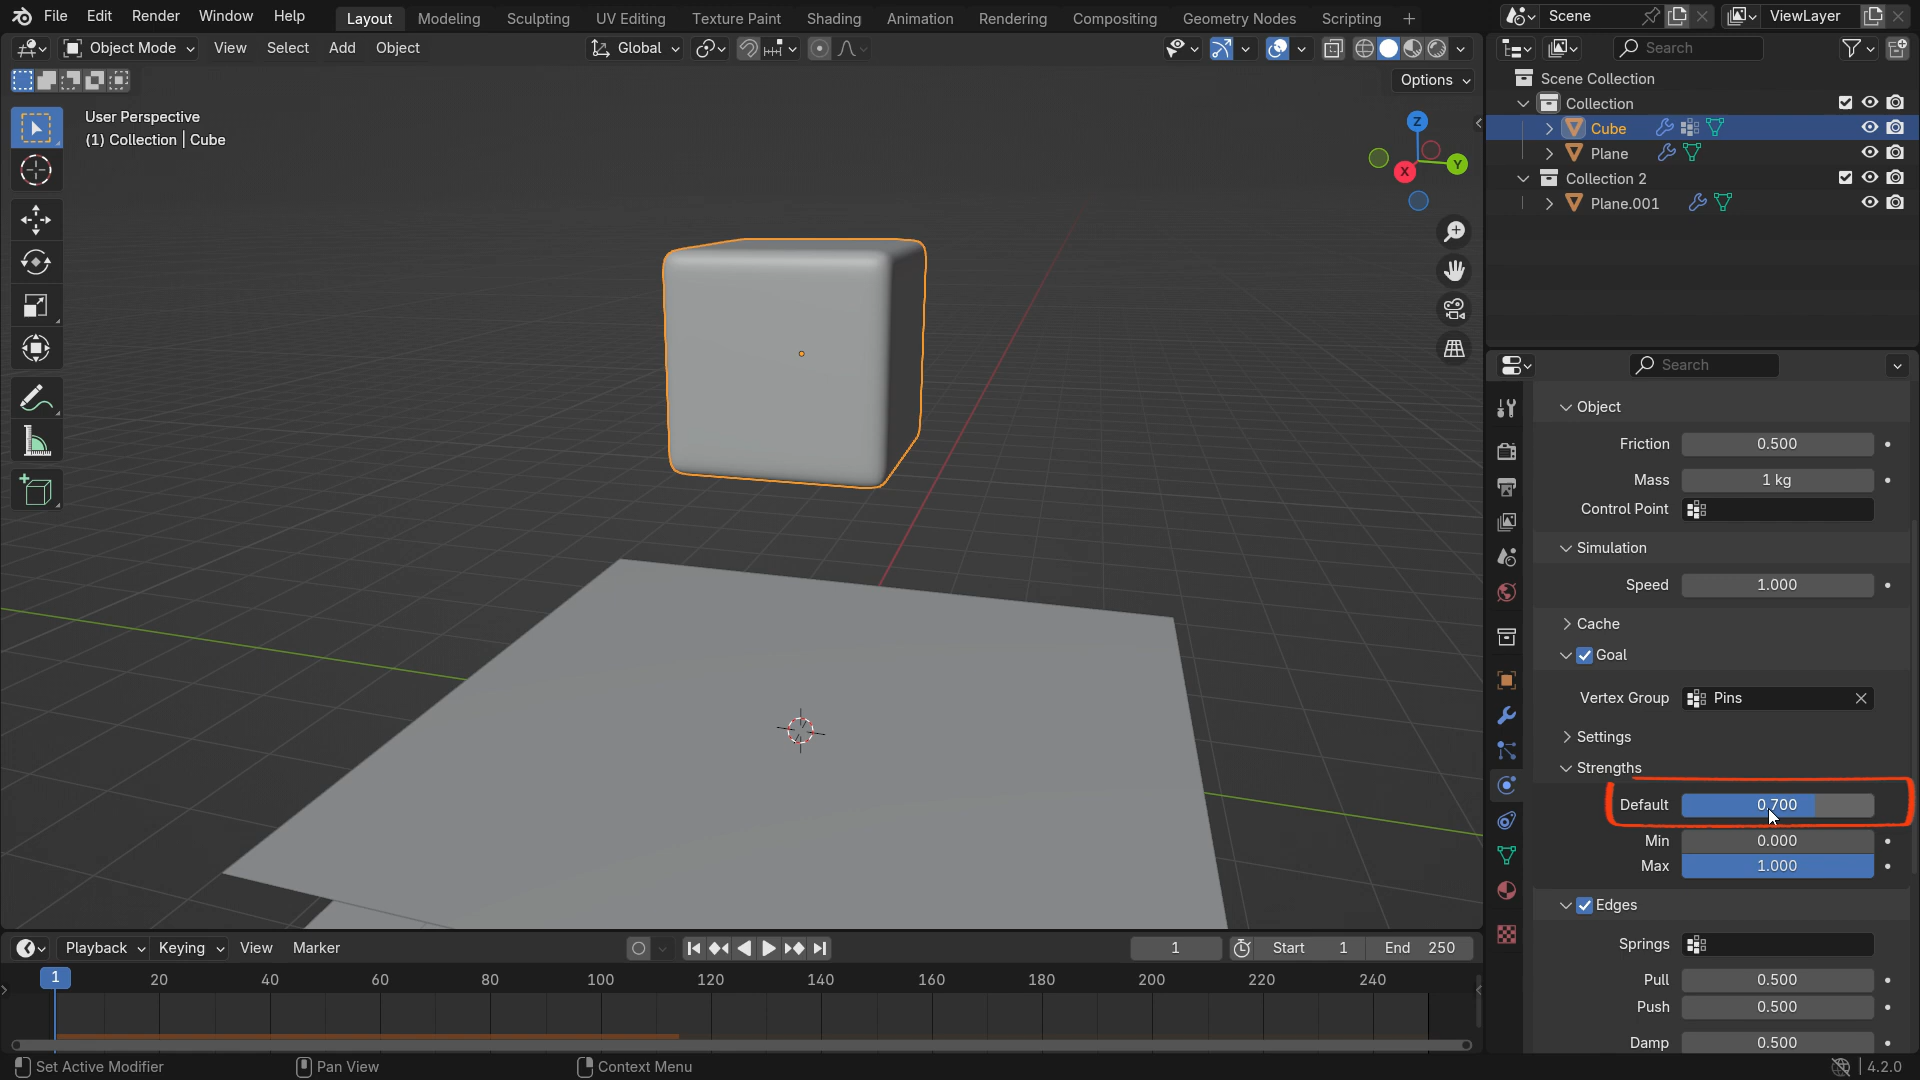 File Edit Render Window Help Layout Modeling Sculpting UV Editing Texture Paint Shading Animation Rendering Compositing Geometry Nodes Scripting + Scene ViewLayer
Object Mode View Select Add Object Global Search
Options
User Perspective
(1) Collection | Cube
Z
Y
X
Scene Collection
Collection
Cube
Plane
Collection 2
Plane.001
Search
Object
Friction 0.500
Mass 1 kg
Control Point
Simulation
Speed 1.000
Cache
Goal
Vertex Group Pins
Settings
Strengths
Default 0.700
Min 0.000
Max 1.000
Edges
Springs
Pull 0.500
Push 0.500
Damp 0.500
Playback Keying View Marker 1 Start 1 End 250
1 20 40 60 80 100 120 140 160 180 200 220 240
Set Active Modifier Pan View Context Menu 4.2.0